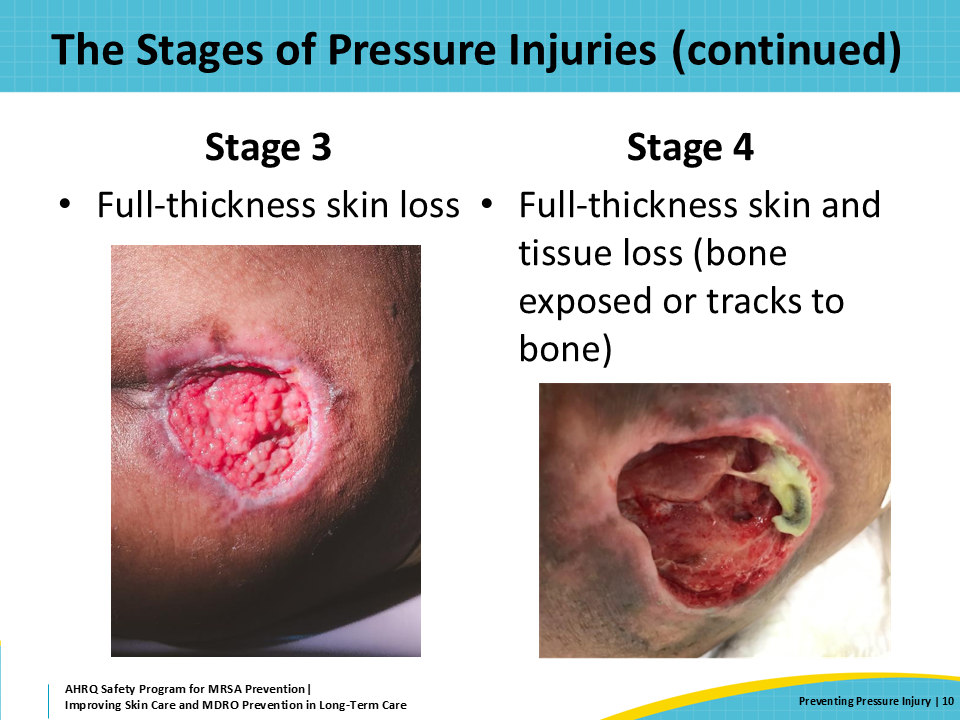 The Stages of Pressure Injuries (continued)
Stage 3
• Full-thickness skin loss
Stage 4
• Full-thickness skin and
tissue loss (bone
exposed or tracks to
bone)
AHRQ Safety Program for MRSA Prevention|
Improving Skin Care and MDRO Prevention in Long-Term Care
Preventing Pressure Injury | 10